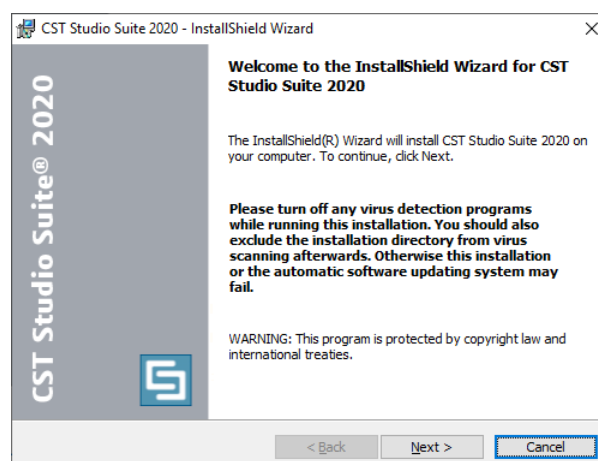 CST Studio Suite 2020 - InstallShield Wizard
CST Studio Suite® 2020
Welcome to the InstallShield Wizard for CST
Studio Suite 2020
The InstallShield(R) Wizard will install CST Studio Suite 2020 on
your computer. To continue, click Next.
Please turn off any virus detection programs
while running this installation. You should also
exclude the installation directory from virus
scanning afterwards. Otherwise this installation
or the automatic software updating system may
fail.
WARNING: This program is protected by copyright law and
international treaties.
< Back
Next >
Cancel